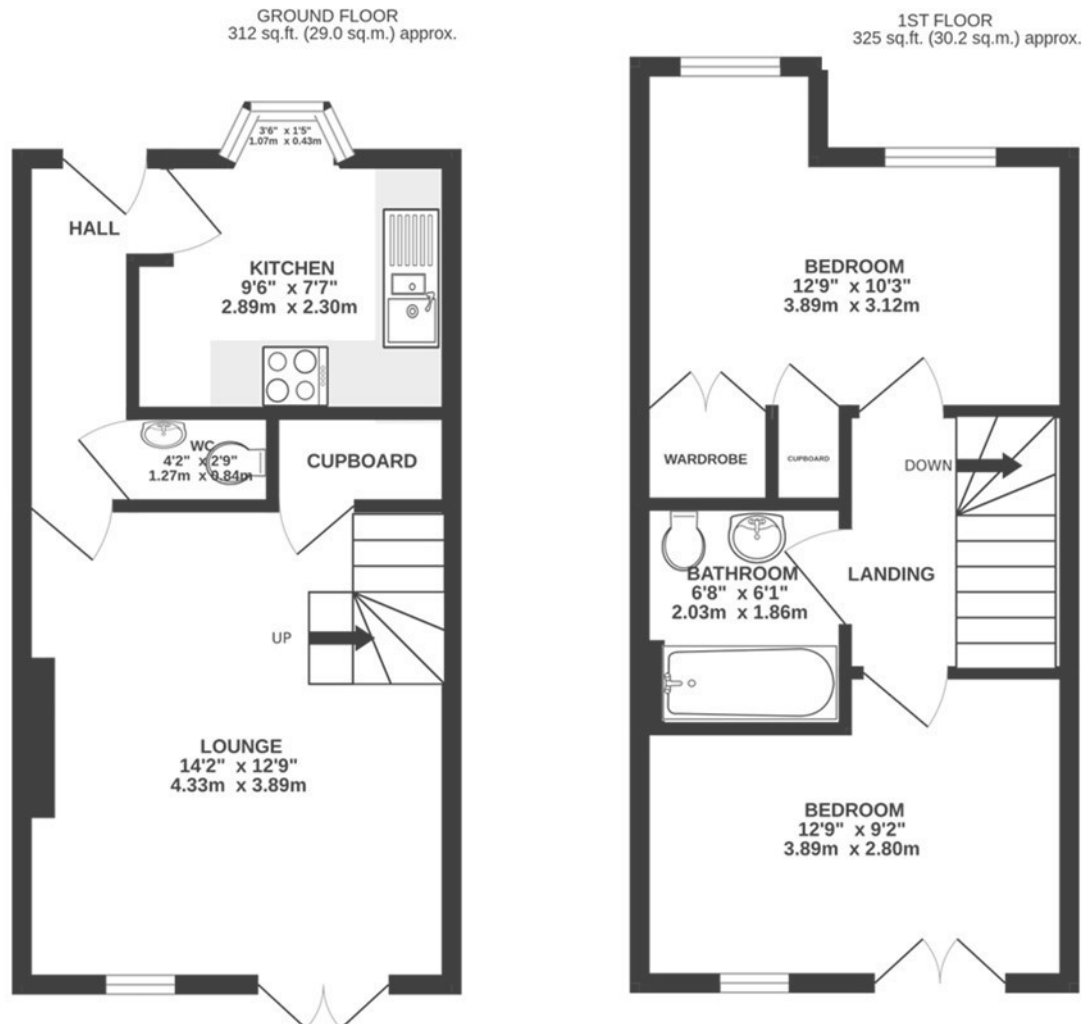 GROUND FLOOR
312 sq.ft. (29.0 sq.m.) approx.
3'6" x 1'5"
1.07m x 0.43m
HALL
KITCHEN
9'6" x 7'7"
2.89m x 2.30m
WC
4'2" x 2'9"
1.27m x 0.84m
CUPBOARD
UP
LOUNGE
14'2" x 12'9"
4.33m x 3.89m
1ST FLOOR
325 sq.ft. (30.2 sq.m.) approx.
BEDROOM
12'9" x 10'3"
3.89m x 3.12m
WARDROBE
CUPBOARD
DOWN
BATHROOM
6'8" x 6'1"
2.03m x 1.86m
LANDING
BEDROOM
12'9" x 9'2"
3.89m x 2.80m